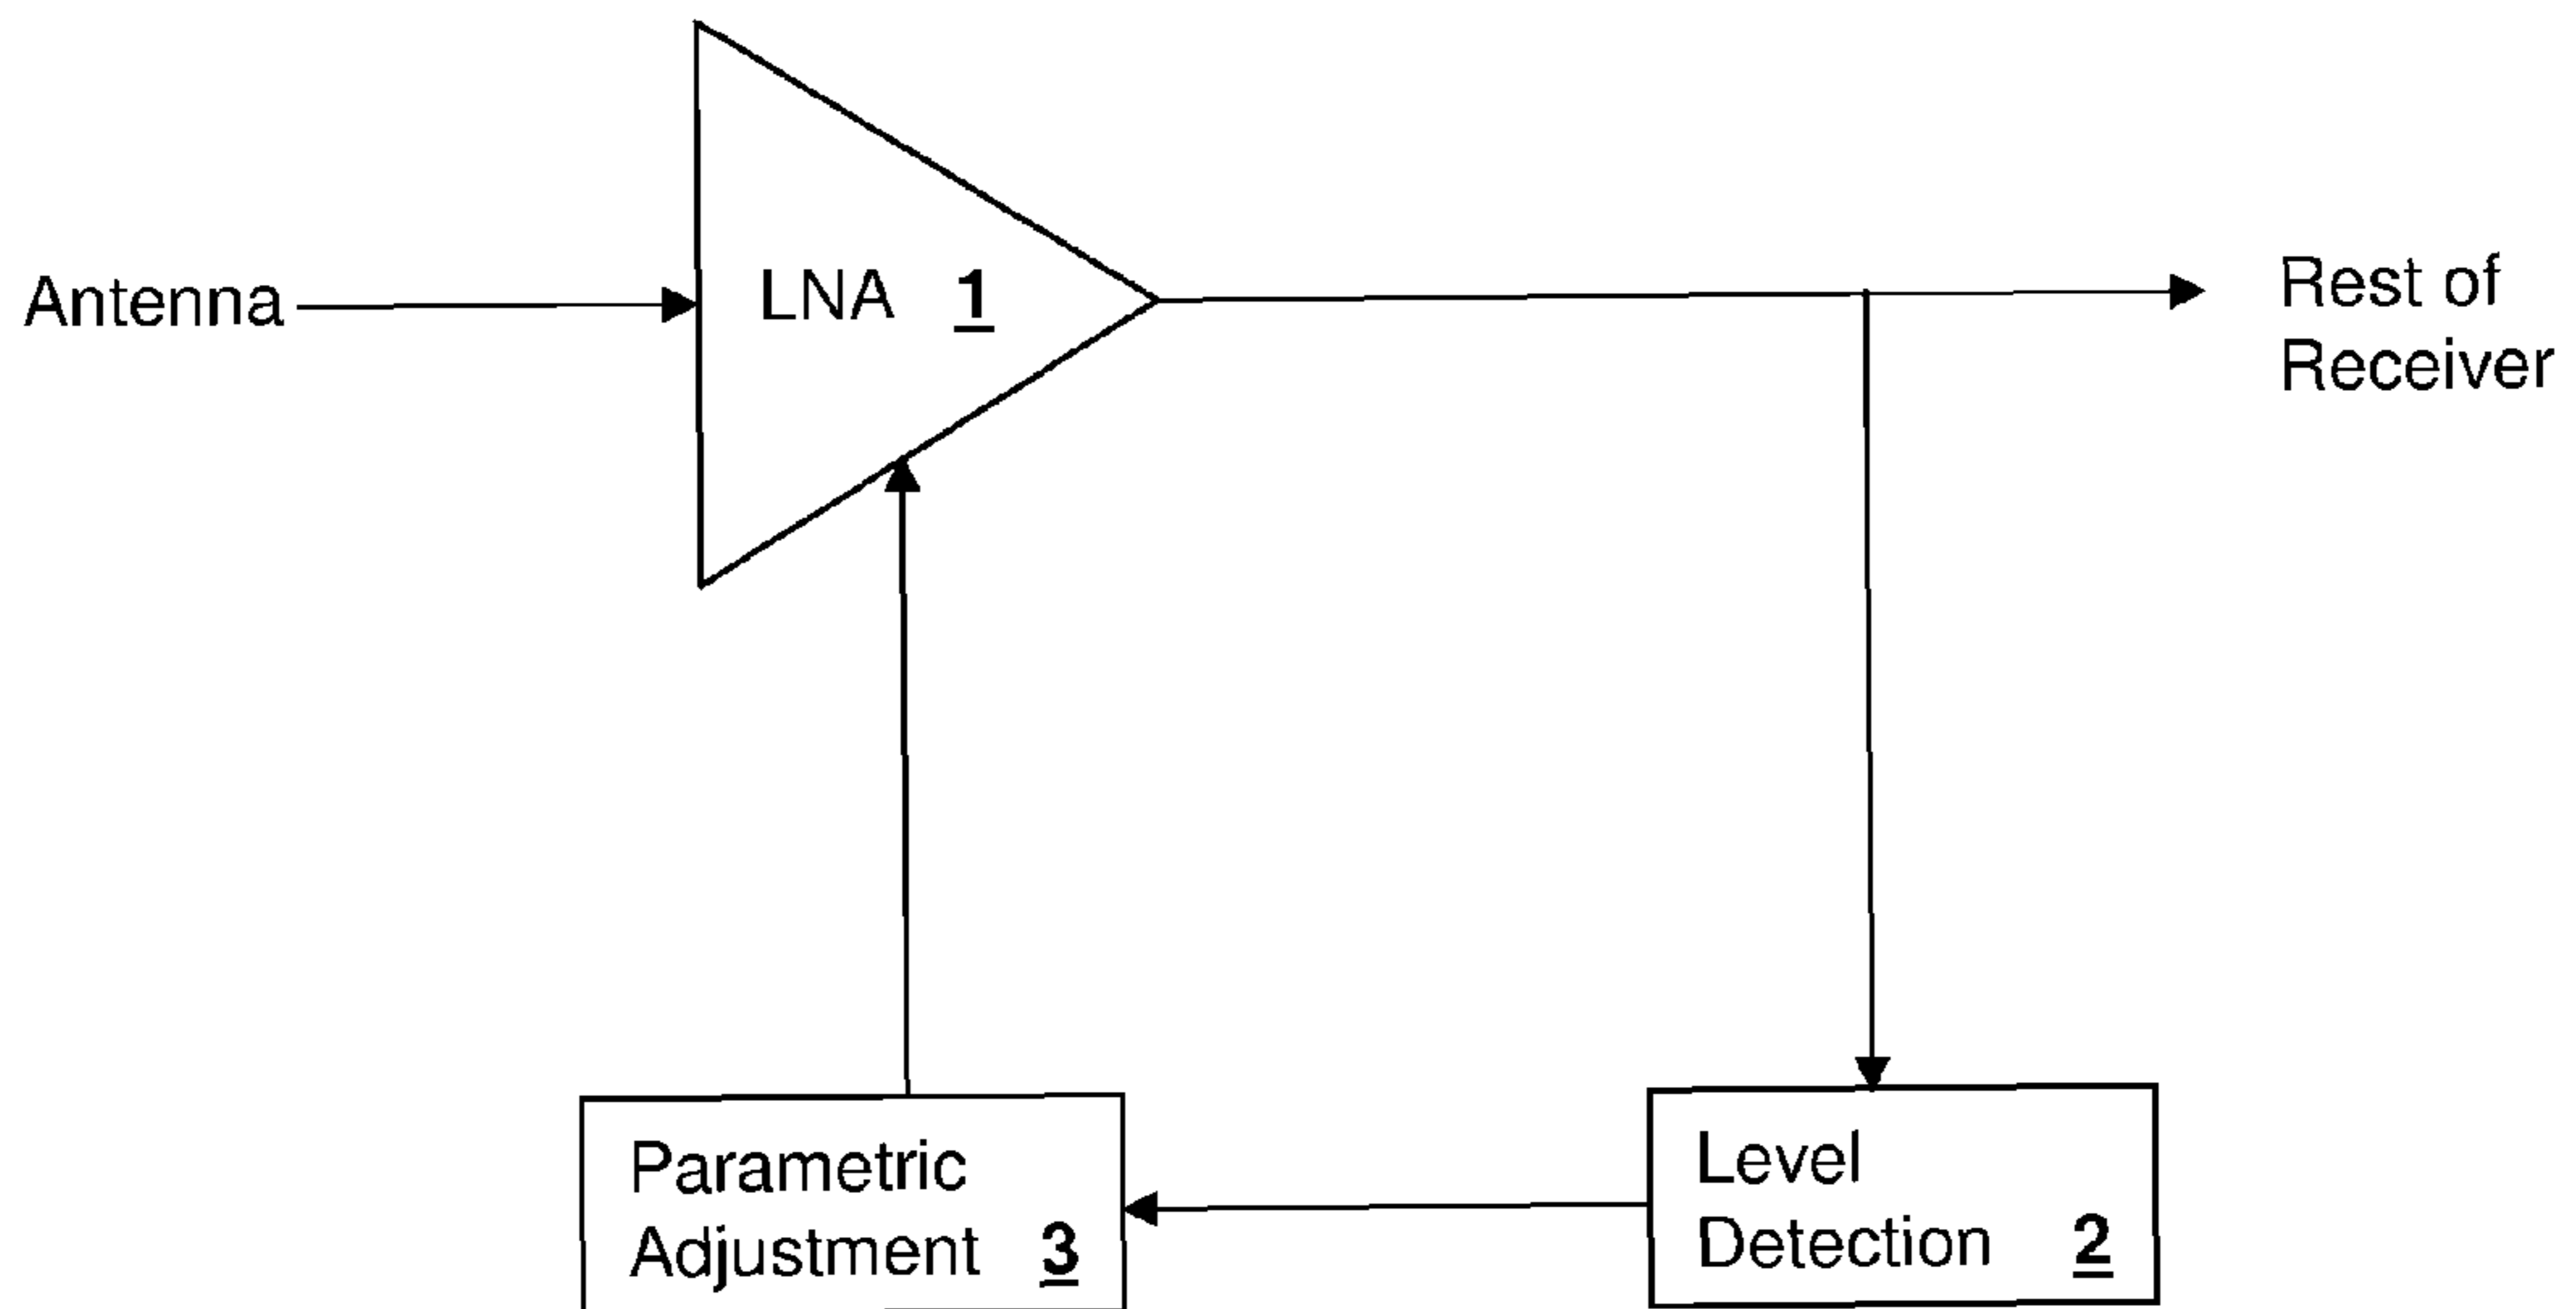 Antenna
LNA 1
Rest of
Receiver
Parametric
Adjustment 3
Level
Detection 2